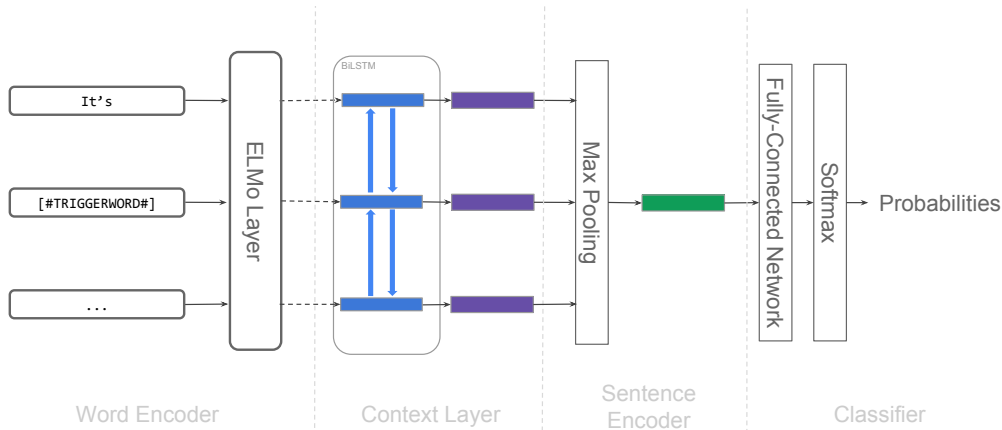 BiLSTM
It's
[#TRIGGERWORD#]
...
ELMo Layer
Max Pooling
Fully-Connected Network
Softmax
Probabilities
Word Encoder
Context Layer
Sentence
Encoder
Classifier